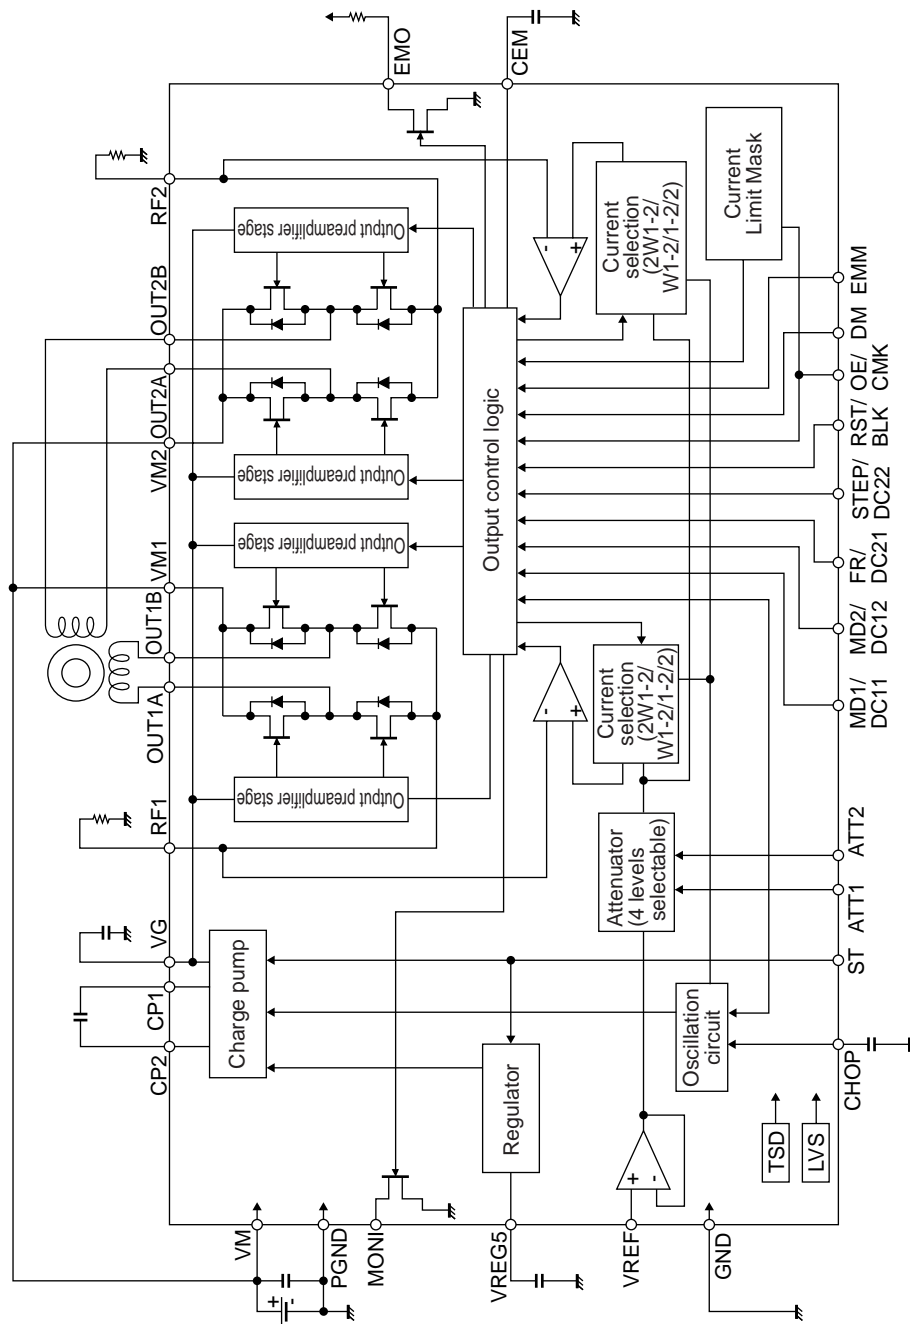 EMO
CEM
RF2
OUT2B
OUT2A
VM2
VM1
OUT1B
OUT1A
RF1
VG
CP1
CP2
Output preamplifier stage
Output preamplifier stage
Output preamplifier stage
Output preamplifier stage
Charge pump
Output control logic
-
+
-
+
Current
selection
(2W1-2/
W1-2/1-2/2)
Current
Limit Mask
Current
selection
(2W1-2/
W1-2/1-2/2)
Attenuator
(4 levels
selectable)
Regulator
Oscillation
circuit
+
-
TSD
LVS
EMM
DM
OE/
CMK
RST/
BLK
STEP/
DC22
FR/
DC21
MD2/
DC12
MD1/
DC11
ATT2
ATT1
ST
CHOP
VM
PGND
MONI
VREG5
VREF
GND
+
-